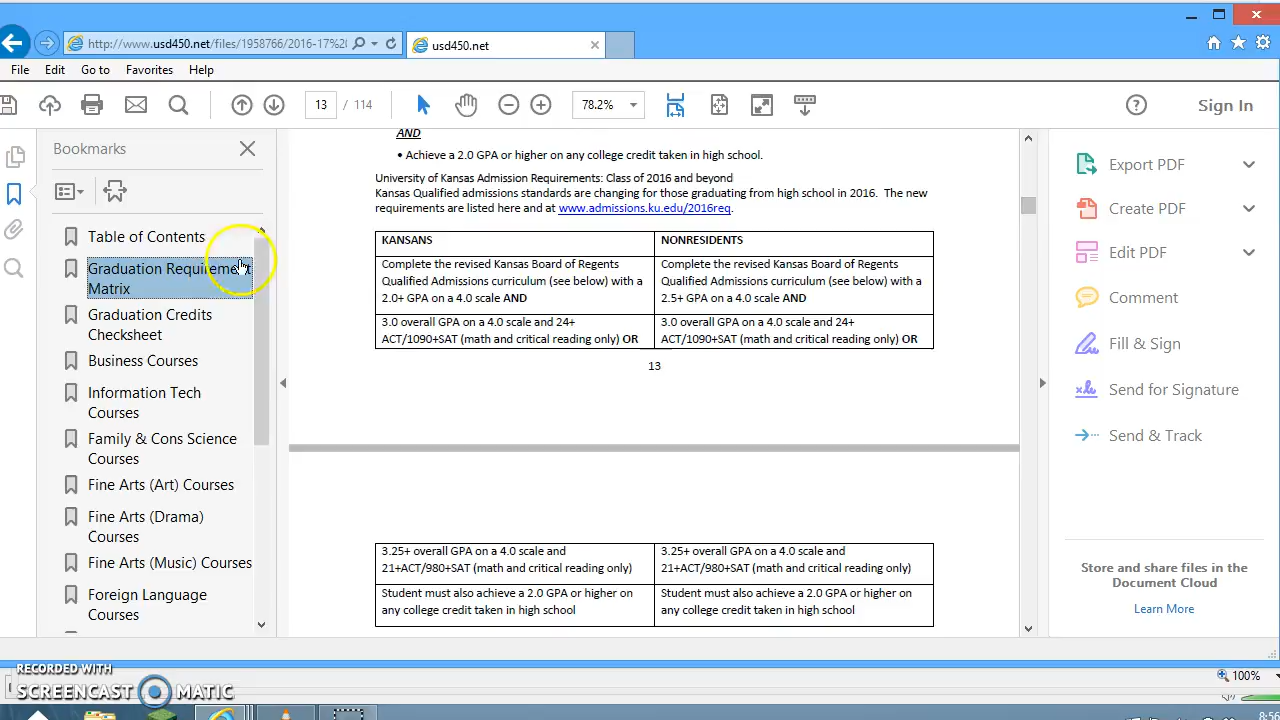 http://www.usd450.net/files/1958766/2016-17%20
usd450.net
File Edit Go to Favorites Help
13 / 114
78.2%
Sign In
Bookmarks
Table of Contents
Graduation Requirement
Matrix
Graduation Credits
Checksheet
Business Courses
Information Tech
Courses
Family & Cons Science
Courses
Fine Arts (Art) Courses
Fine Arts (Drama)
Courses
Fine Arts (Music) Courses
Foreign Language
Courses
AND
• Achieve a 2.0 GPA or higher on any college credit taken in high school.
University of Kansas Admission Requirements: Class of 2016 and beyond
Kansas Qualified admissions standards are changing for those graduating from high school in 2016. The new
requirements are listed here and at www.admissions.ku.edu/2016req.
KANSANS
Complete the revised Kansas Board of Regents
Qualified Admissions curriculum (see below) with a
2.0+ GPA on a 4.0 scale AND
3.0 overall GPA on a 4.0 scale and 24+
ACT/1090+SAT (math and critical reading only) OR
NONRESIDENTS
Complete the revised Kansas Board of Regents
Qualified Admissions curriculum (see below) with a
2.5+ GPA on a 4.0 scale AND
3.0 overall GPA on a 4.0 scale and 24+
ACT/1090+SAT (math and critical reading only) OR
13
3.25+ overall GPA on a 4.0 scale and
21+ACT/980+SAT (math and critical reading only)
Student must also achieve a 2.0 GPA or higher on
any college credit taken in high school
3.25+ overall GPA on a 4.0 scale and
21+ACT/980+SAT (math and critical reading only)
Student must also achieve a 2.0 GPA or higher on
any college credit taken in high school
Export PDF
Create PDF
Edit PDF
Comment
Fill & Sign
Send for Signature
Send & Track
Store and share files in the
Document Cloud
Learn More
RECORDED WITH
SCREENCAST MATIC
100%
8:56